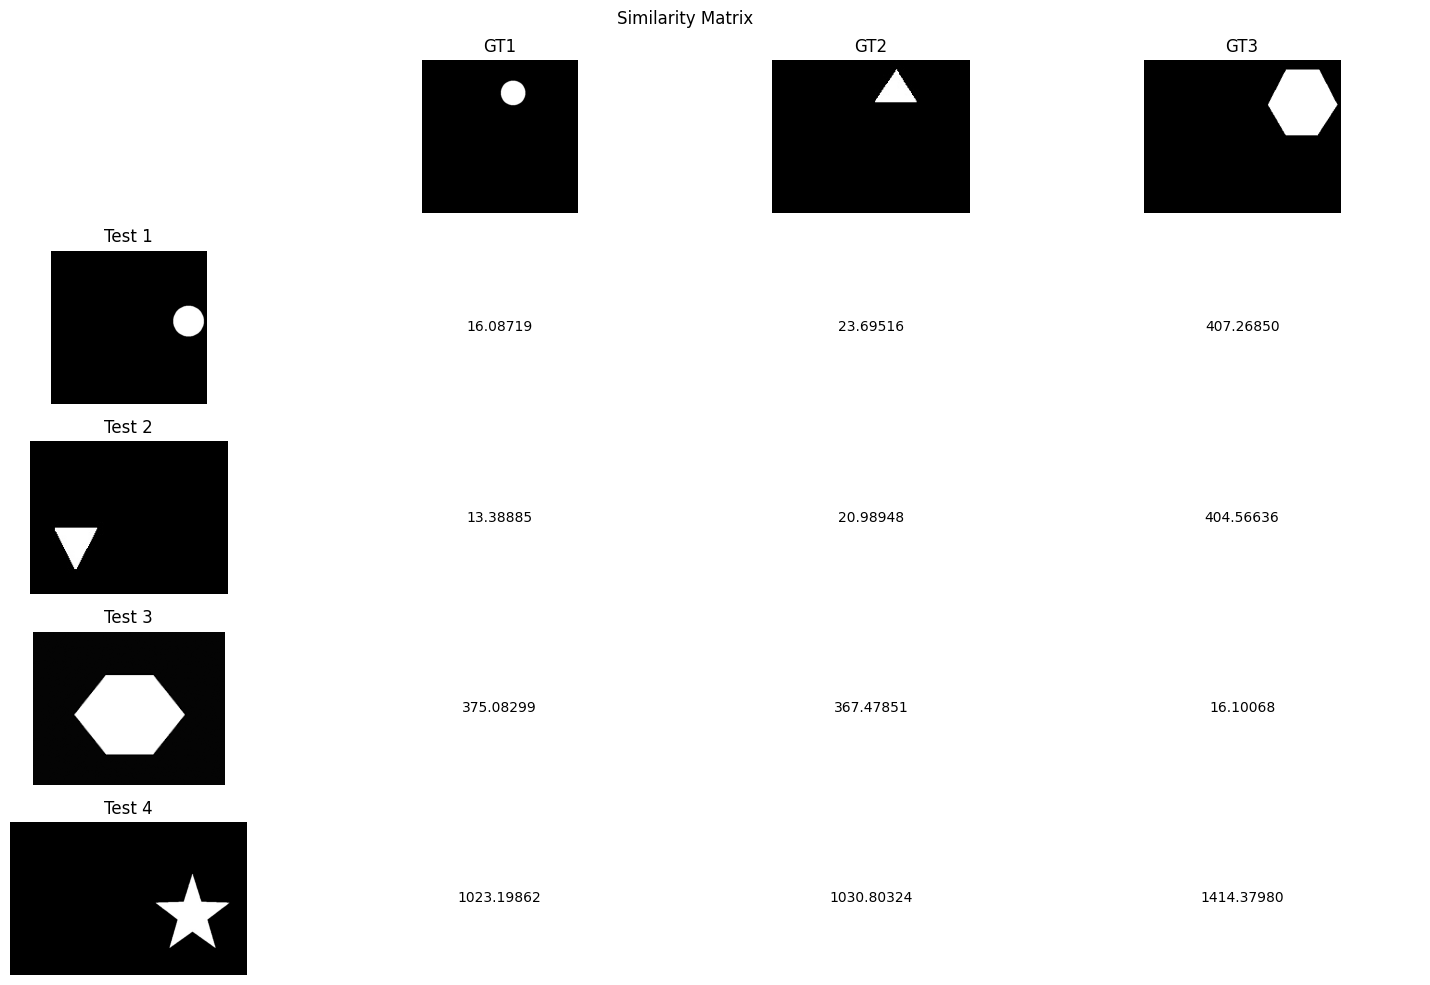 Similarity Matrix
GT1 GT2 GT3
Test 1
16.08719 23.69516 407.26850
Test 2
13.38885 20.98948 404.56636
Test 3
375.08299 367.47851 16.10068
Test 4
1023.19862 1030.80324 1414.37980